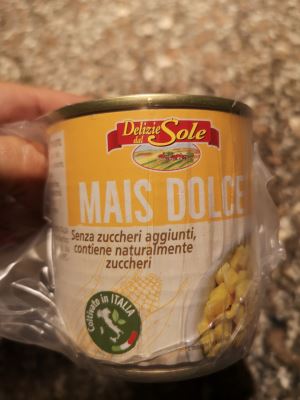 Delizie dal Sole
MAIS DOLCE
Senza zuccheri aggiunti,
contiene naturalmente
zuccheri
Coltivato in ITALIA